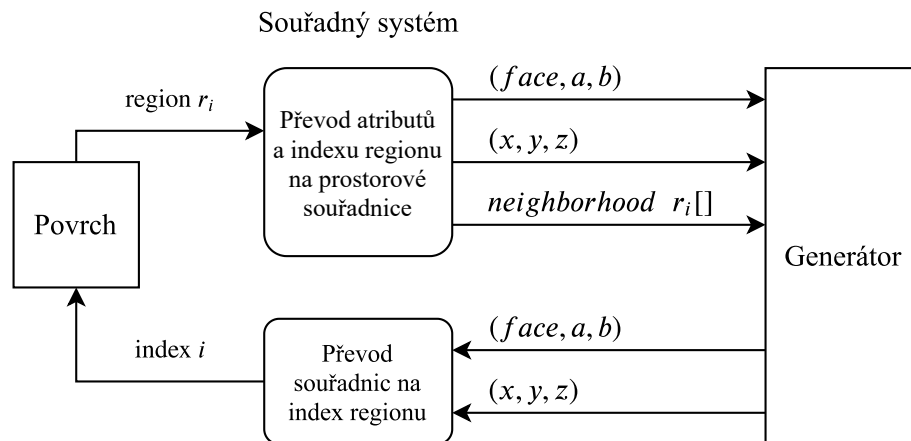 Souřadný systém
region rᵢ
Převod atributů
a indexu regionu
na prostorové
souřadnice
(face, a, b)
(x, y, z)
neighborhood rᵢ[]
Povrch
Generátor
index i
Převod
souřadnic na
index regionu
(face, a, b)
(x, y, z)